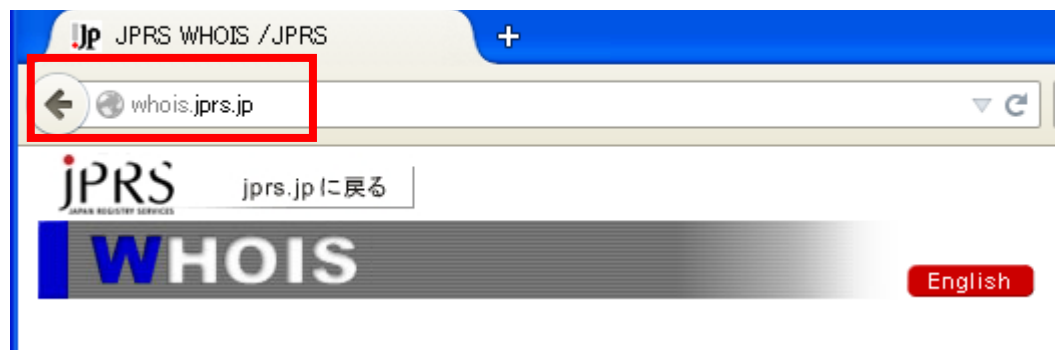 JPRS WHOIS /JPRS
whois.jprs.jp
jPRS
JAPAN REGISTRY SERVICES
jprs.jpに戻る
WHOIS
English